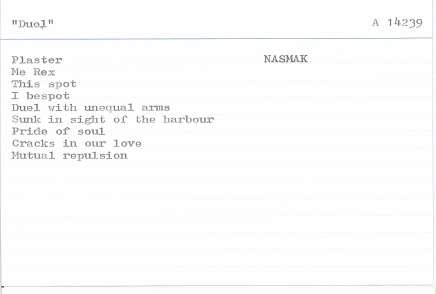 "Duel" A 14239
Plaster NASMAK
Me Rex
This spot
I bespot
Duel with unequal arms
Sunk in sight of the harbour
Pride of soul
Cracks in our love
Mutual repulsion